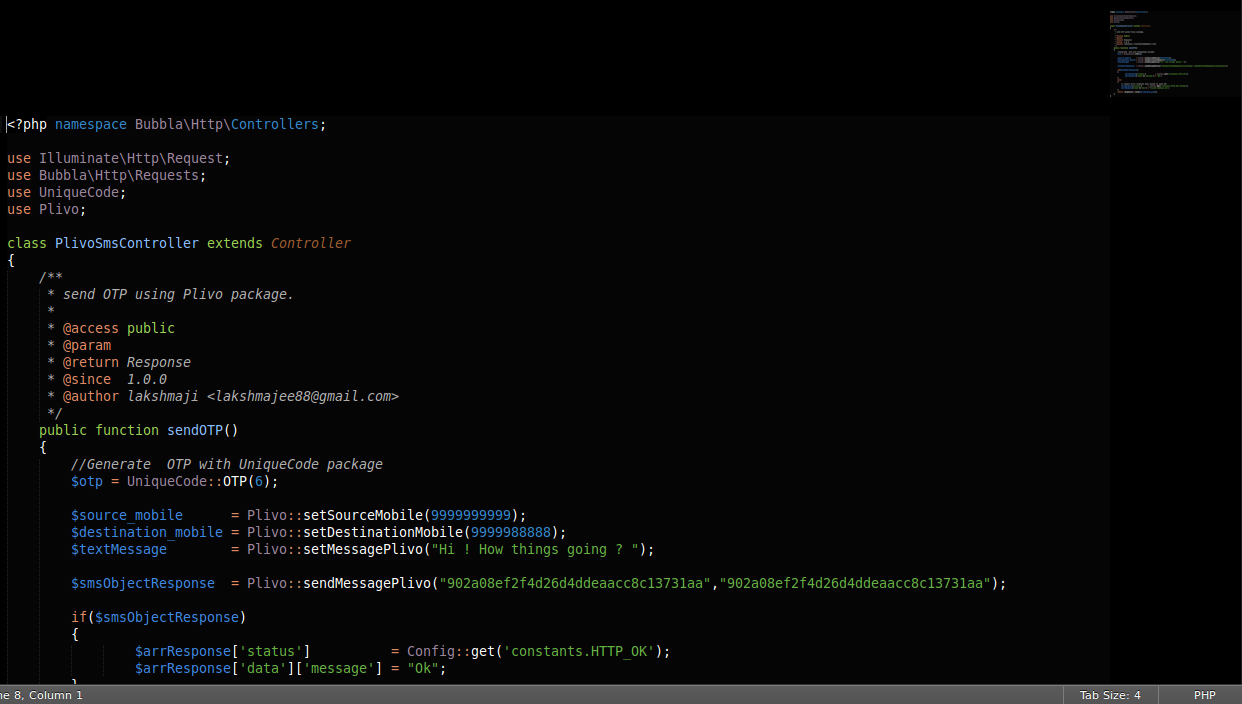 <?php namespace Bubbla\Http\Controllers;
use Illuminate\Http\Request;
use Bubbla\Http\Requests;
use UniqueCode;
use Plivo;
class PlivoSmsController extends Controller
{
/**
* send OTP using Plivo package.
*
* @access public
* @param
* @return Response
* @since  1.0.0
* @author lakshmaji <lakshmajee88@gmail.com>
*/
public function sendOTP()
{
//Generate  OTP with UniqueCode package
$otp = UniqueCode::OTP(6);
$source_mobile      = Plivo::setSourceMobile(9999999999);
$destination_mobile = Plivo::setDestinationMobile(9999988888);
$textMessage        = Plivo::setMessagePlivo("Hi ! How things going ? ");
$smsObjectResponse  = Plivo::sendMessagePlivo("902a08ef2f4d26d4ddeaacc8c13731aa","902a08ef2f4d26d4ddeaacc8c13731aa");
if($smsObjectResponse)
{
$arrResponse['status']          = Config::get('constants.HTTP_OK');
$arrResponse['data']['message'] = "Ok";
}
ne 8, Column 1
Tab Size: 4
PHP